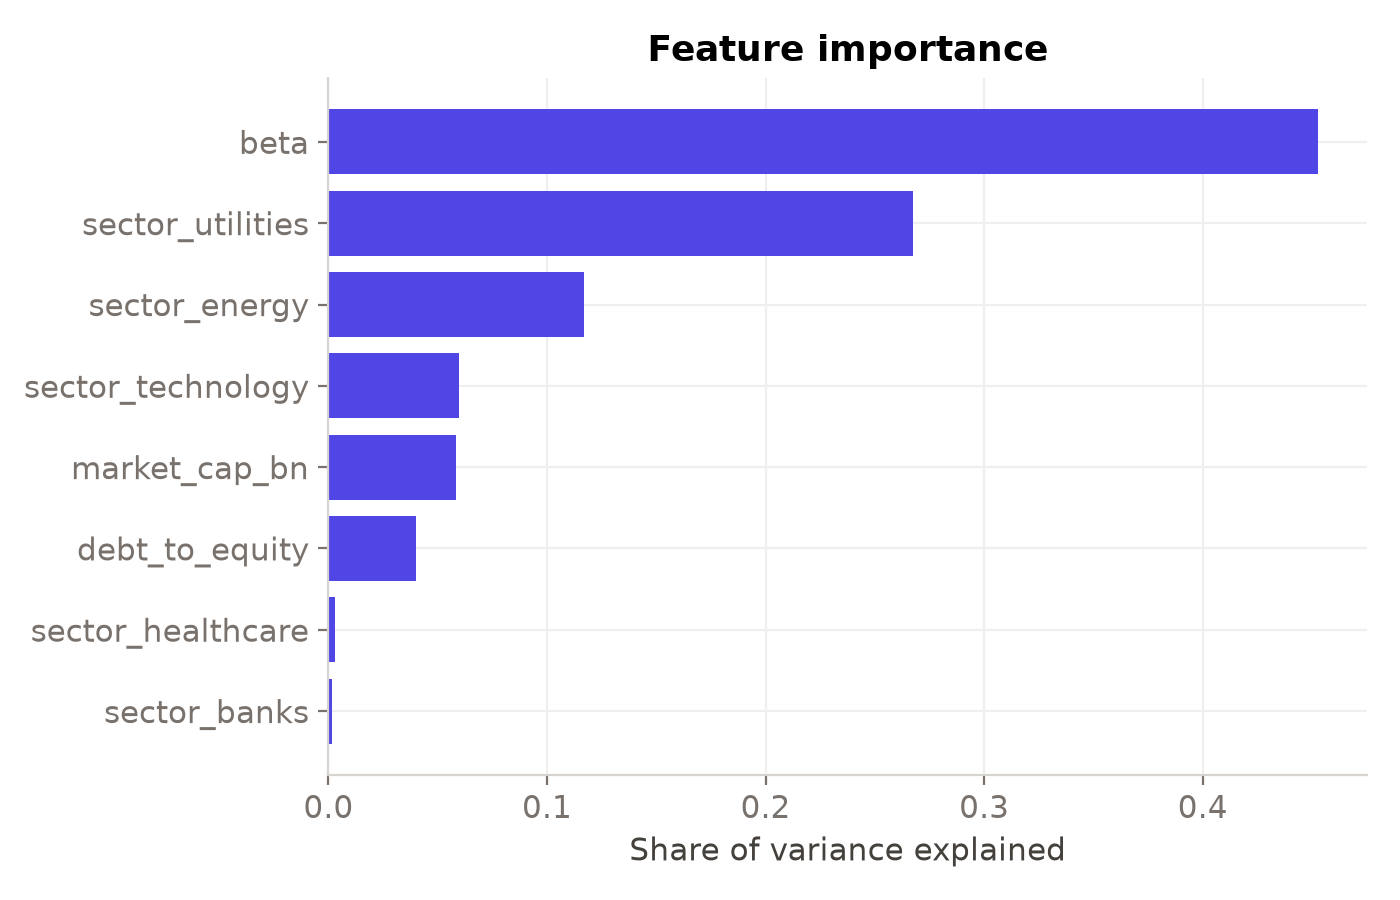 Feature importance
beta
sector_utilities
sector_energy
sector_technology
market_cap_bn
debt_to_equity
sector_healthcare
sector_banks
0.0 0.1 0.2 0.3 0.4
Share of variance explained